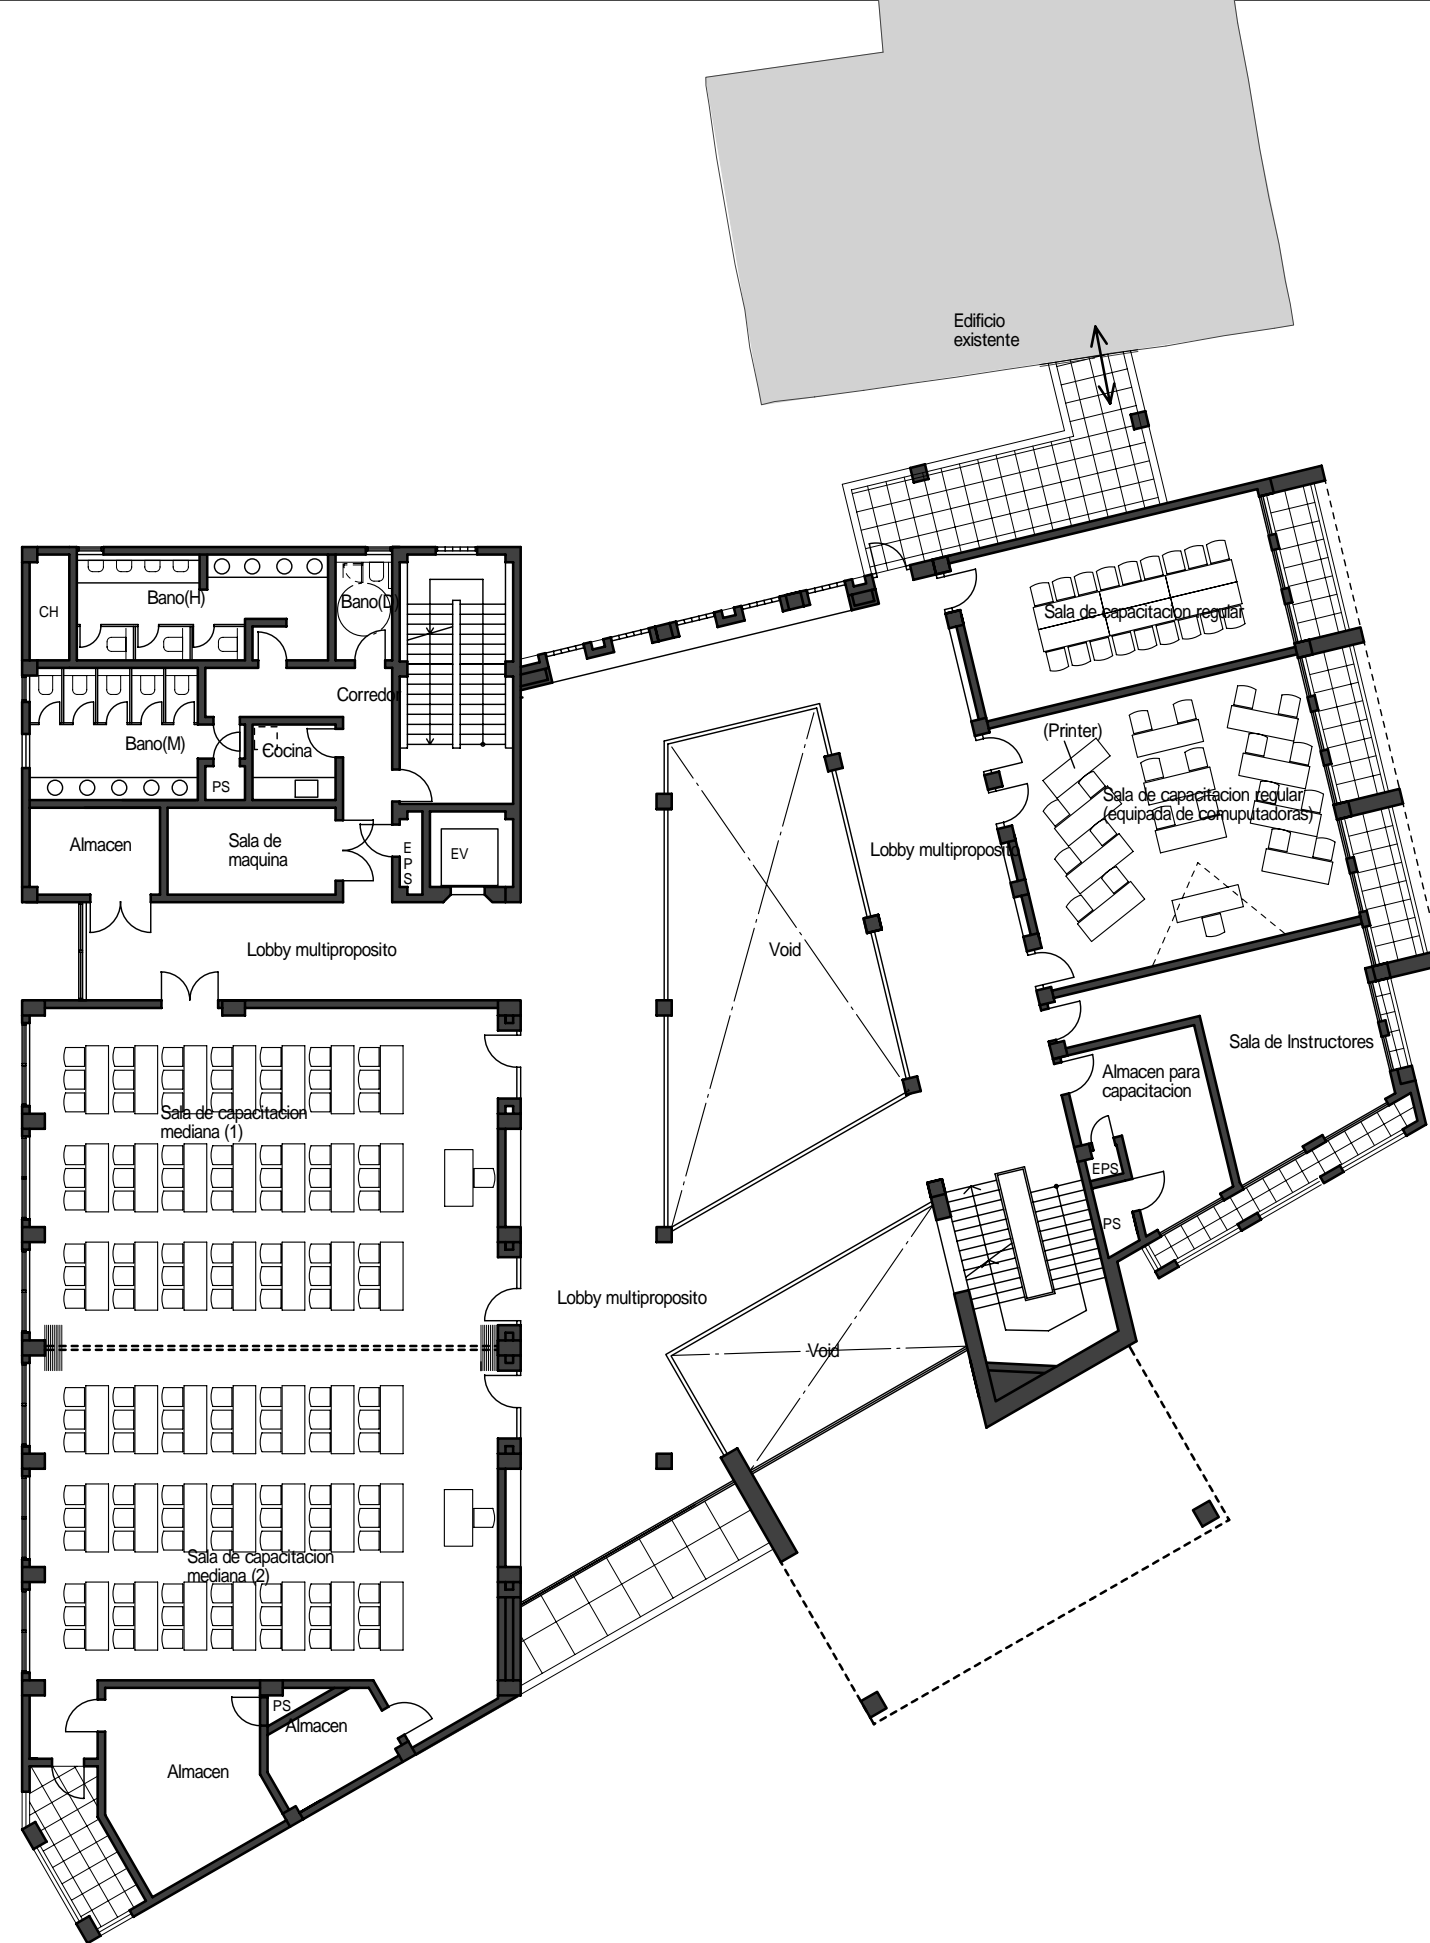 Edificio
existente
Bano(H)
Bano(D)
CH
Sala de capacitacion regular
Corredor
(Printer)
Bano(M)
Cocina
PS
Sala de capacitacion regular
(equipada de comuputadoras)
Almacen
Sala de
maquina
E
P
S
EV
Lobby multiproposito
Lobby multiproposito
Void
Sala de Instructores
Almacen para
capacitacion
Sala de capacitacion
mediana (1)
EPS
PS
Lobby multiproposito
Void
Sala de capacitacion
mediana (2)
PS
Almacen
Almacen